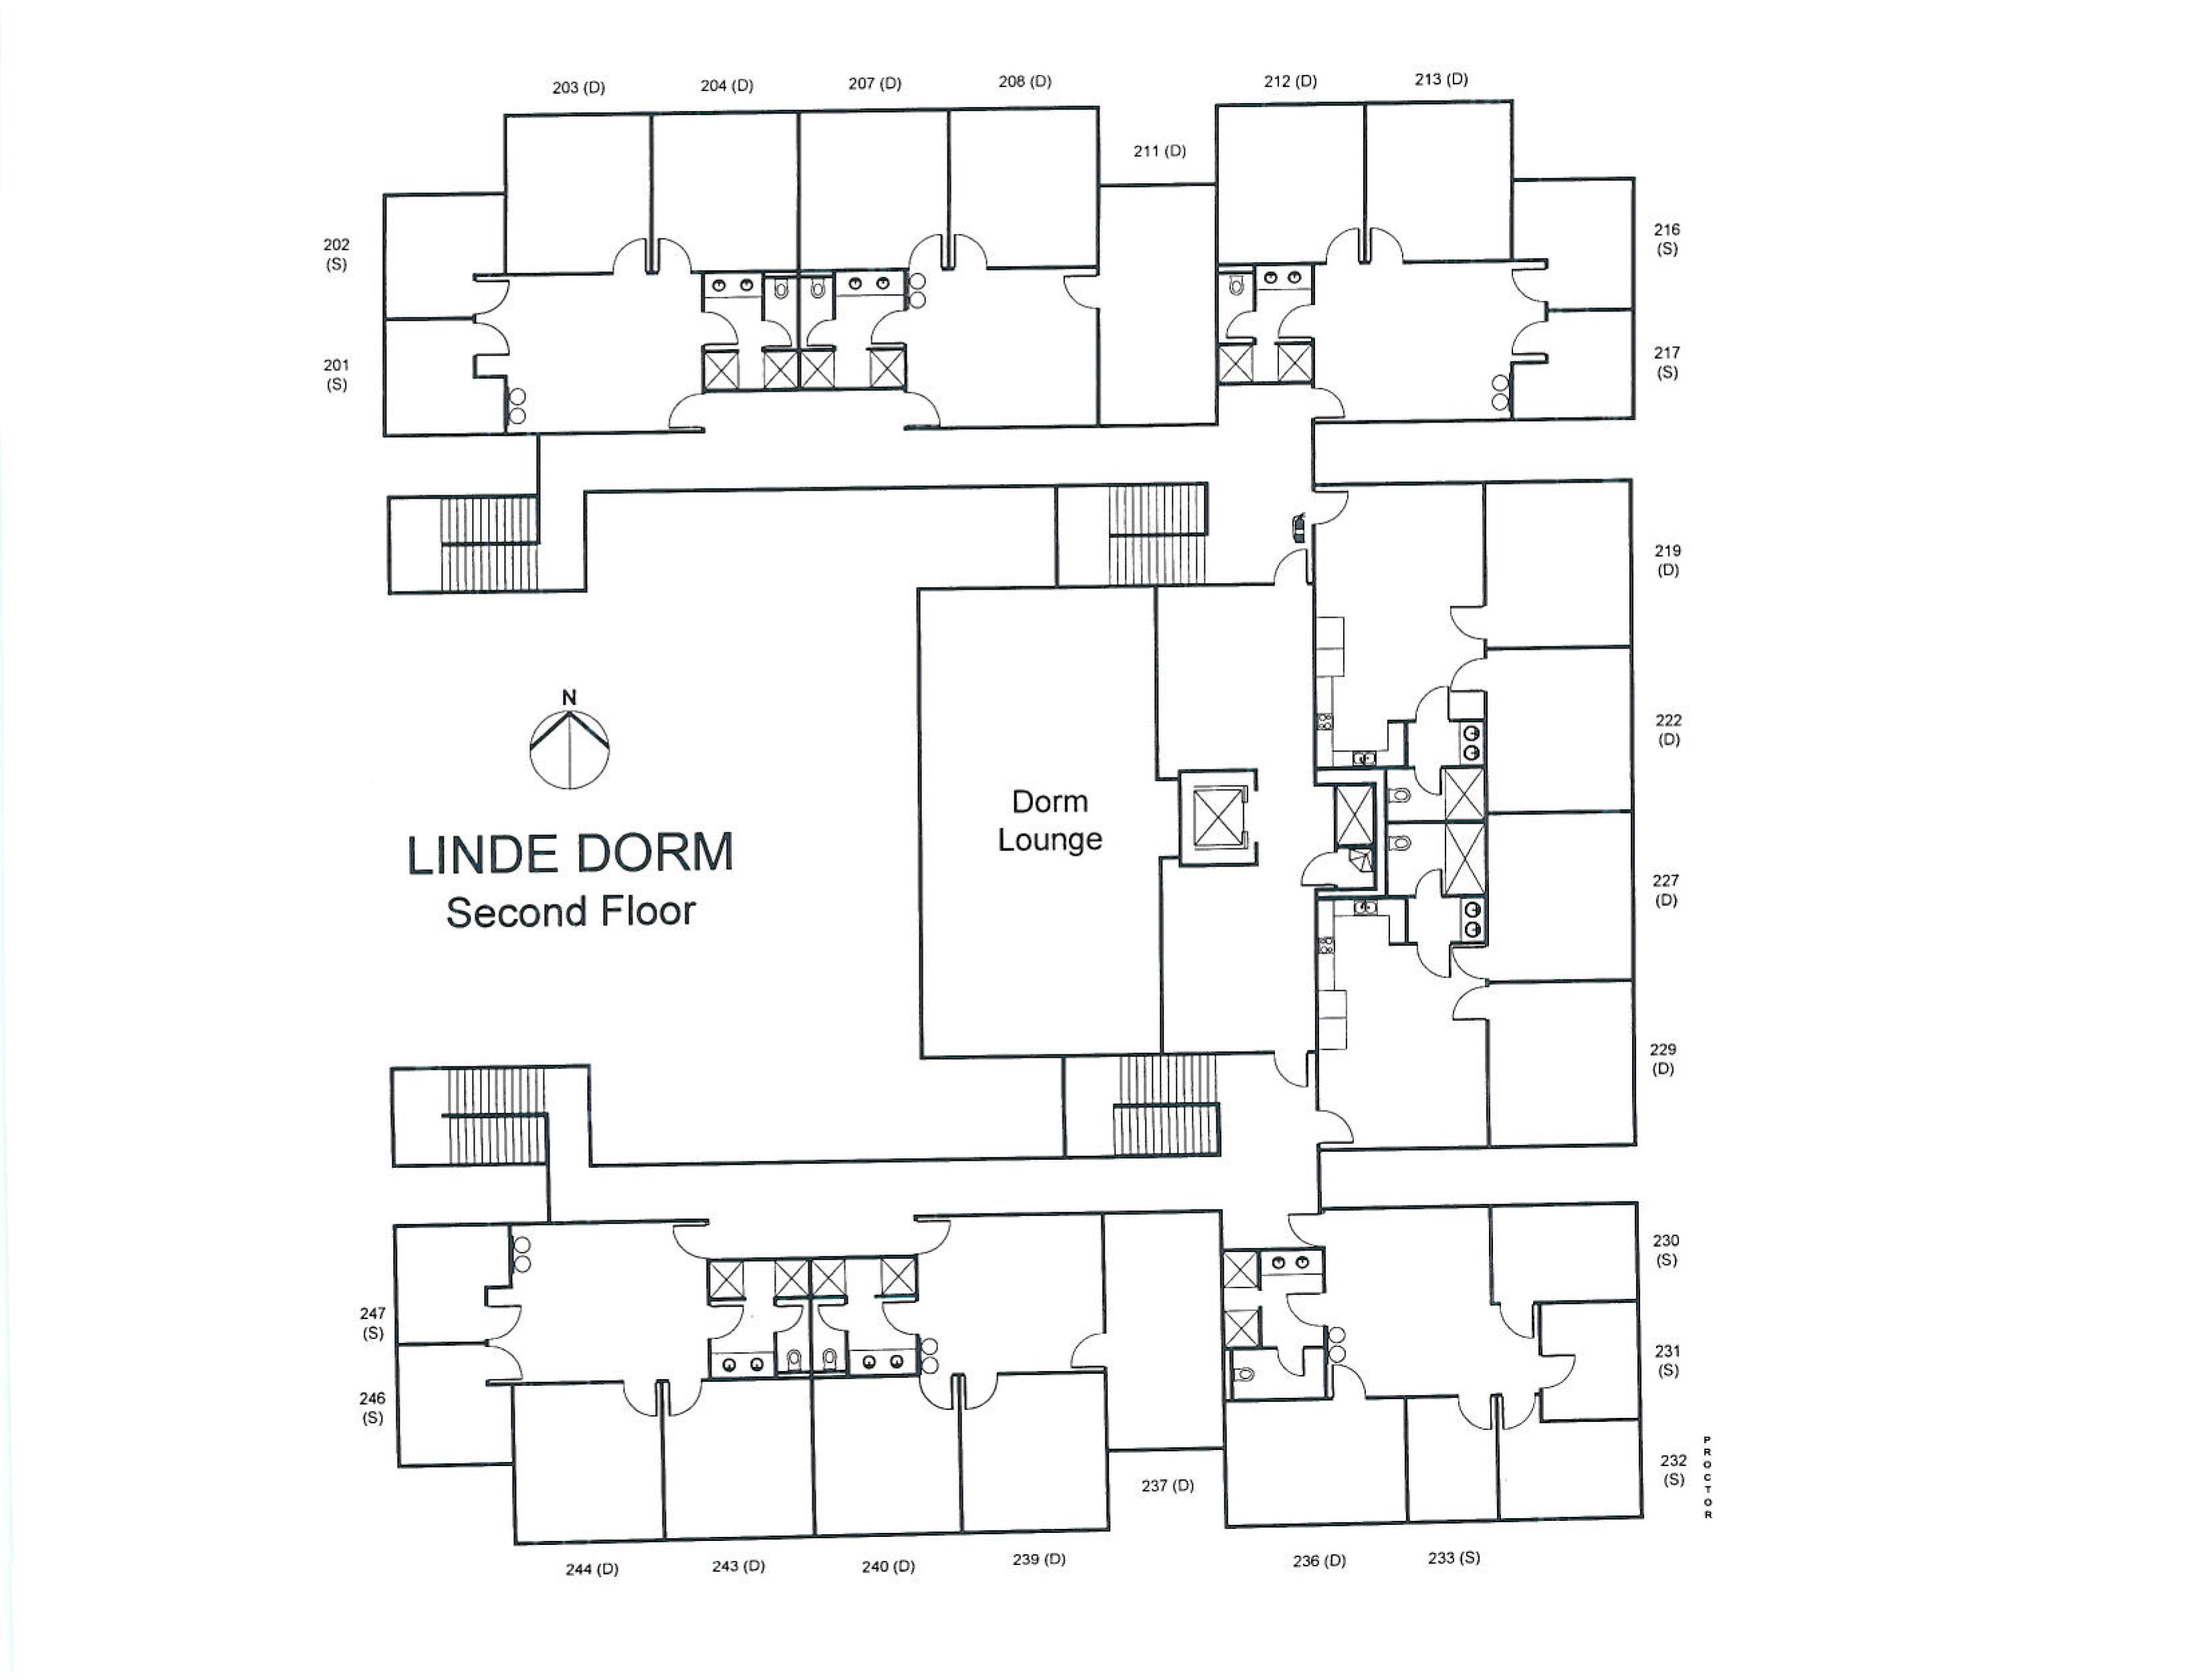 203 (D)
204 (D)
207 (D)
208 (D)
212 (D)
213 (D)
211 (D)
202
(S)
216
(S)
201
(S)
217
(S)
219
(D)
N
222
(D)
Dorm
Lounge
LINDE DORM
Second Floor
227
(D)
229
(D)
230
(S)
247
(S)
231
(S)
246
(S)
232
(S)
PROCTOR
237 (D)
244 (D)
243 (D)
240 (D)
239 (D)
236 (D)
233 (S)